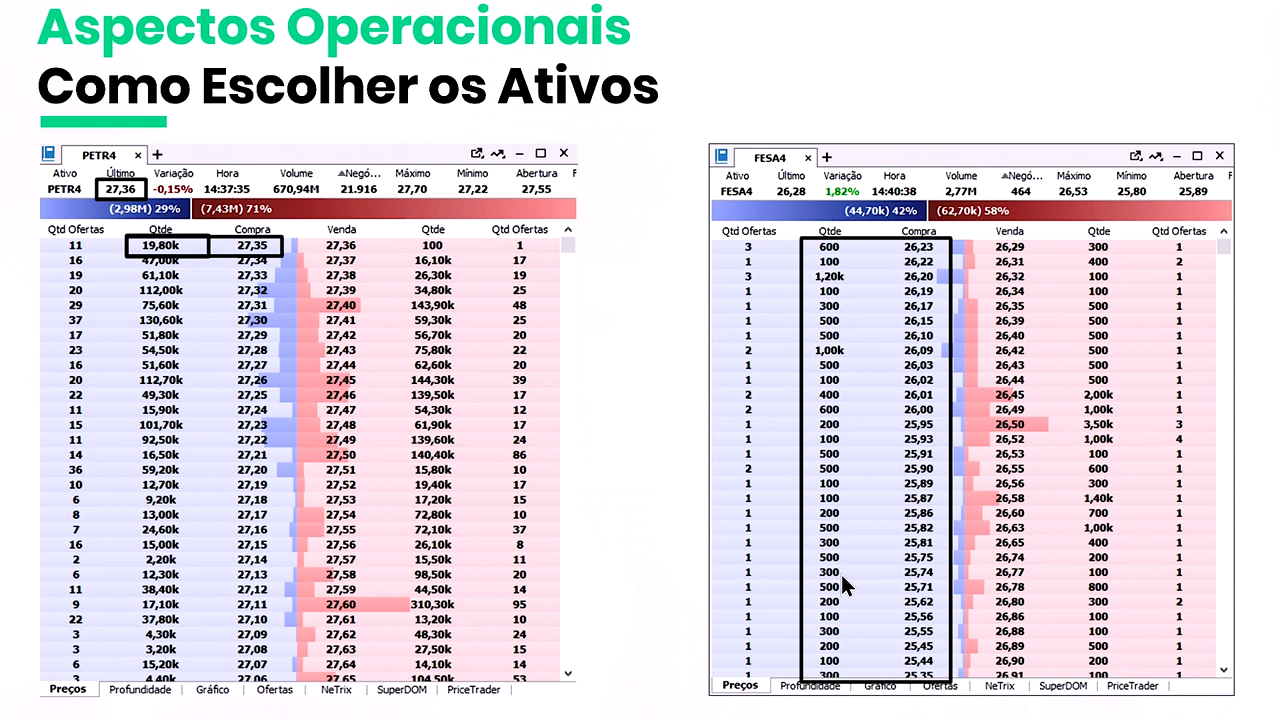 Aspectos Operacionais
Como Escolher os Ativos
PETR4 × +
Ativo Último Variação Hora Volume Negó... Máximo Mínimo Abertura F
PETR4 27,36 -0,15% 14:37:35 670,94M 21.916 27,70 27,22 27,55
(2,98M) 29% (7,43M) 71%
Qtd Ofertas Qtde Compra Venda Qtde Qtd Ofertas
11 19,80k 27,35 27,36 100 1
16 47,00k 27,34 27,37 16,10k 17
19 61,10k 27,33 27,38 26,30k 19
20 112,00k 27,32 27,39 34,80k 25
29 75,60k 27,31 27,40 143,90k 48
37 130,60k 27,30 27,41 59,30k 25
17 51,80k 27,29 27,42 56,70k 20
23 54,50k 27,28 27,43 75,80k 22
16 51,60k 27,27 27,44 62,60k 20
20 112,70k 27,26 27,45 144,30k 39
22 49,30k 27,25 27,46 139,50k 17
11 15,90k 27,24 27,47 54,30k 12
15 101,70k 27,23 27,48 61,90k 17
11 92,50k 27,22 27,49 139,60k 24
14 16,50k 27,21 27,50 140,40k 86
36 59,20k 27,20 27,51 15,80k 10
10 12,70k 27,19 27,52 19,40k 17
6 9,20k 27,18 27,53 17,20k 15
8 13,00k 27,17 27,54 72,80k 10
7 24,60k 27,16 27,55 72,10k 37
16 15,00k 27,15 27,56 26,10k 8
2 2,20k 27,14 27,57 15,50k 11
6 12,30k 27,13 27,58 98,50k 20
11 38,40k 27,12 27,59 44,50k 14
9 17,10k 27,11 27,60 310,30k 95
22 37,80k 27,10 27,61 13,20k 10
3 4,30k 27,09 27,62 48,30k 24
3 3,20k 27,08 27,63 27,50k 15
6 15,20k 27,07 27,64 14,10k 14
3 4,40k 27,06 27,65 104,50k 53
Preços Profundidade Gráfico Ofertas NeTrix SuperDOM PriceTrader
FESA4 × +
Ativo Último Variação Hora Volume Negó... Máximo Mínimo Abertura F
FESA4 26,28 1,82% 14:40:38 2,77M 464 26,53 25,80 25,89
(44,70k) 42% (62,70k) 58%
Qtd Ofertas Qtde Compra Venda Qtde Qtd Ofertas
3 600 26,23 26,29 300 1
1 100 26,22 26,31 400 2
3 1,20k 26,20 26,32 100 1
1 100 26,19 26,34 100 1
1 300 26,17 26,35 500 1
1 500 26,15 26,39 500 1
1 500 26,10 26,40 500 1
2 1,00k 26,09 26,42 500 1
1 500 26,03 26,43 500 1
1 100 26,02 26,44 500 1
2 400 26,01 26,45 2,00k 1
2 600 26,00 26,49 1,00k 1
1 200 25,95 26,50 3,50k 3
1 100 25,93 26,52 1,00k 4
1 500 25,91 26,53 100 1
2 500 25,90 26,55 600 1
1 100 25,89 26,56 300 1
1 100 25,87 26,58 1,40k 1
1 200 25,86 26,60 700 1
1 500 25,82 26,63 1,00k 1
1 300 25,81 26,65 400 1
1 500 25,75 26,74 200 1
1 300 25,74 26,77 100 1
1 500 25,71 26,78 800 1
1 200 25,62 26,80 300 2
1 100 25,56 26,86 100 1
1 300 25,55 26,88 100 1
1 200 25,45 26,89 500 1
1 100 25,44 26,90 200 1
1 300 25,35 26,91 100 1
Preços Profundidade Gráfico Ofertas NeTrix SuperDOM PriceTrader